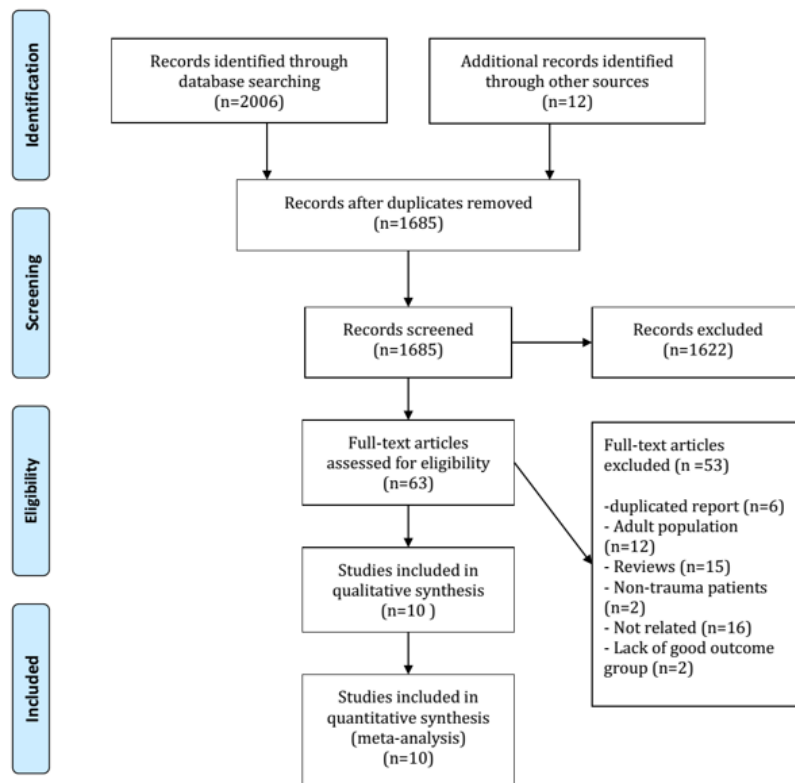 Identification
Records identified through
database searching
(n=2006)
Additional records identified
through other sources
(n=12)
Records after duplicates removed
(n=1685)
Screening
Records screened
(n=1685)
Records excluded
(n=1622)
Eligibility
Full-text articles
assessed for eligibility
(n=63)
Full-text articles
excluded (n =53)
-duplicated report (n=6)
- Adult population
(n=12)
- Reviews (n=15)
- Non-trauma patients
(n=2)
- Not related (n=16)
- Lack of good outcome
group (n=2)
Studies included in
qualitative synthesis
(n=10 )
Included
Studies included in
quantitative synthesis
(meta-analysis)
(n=10)